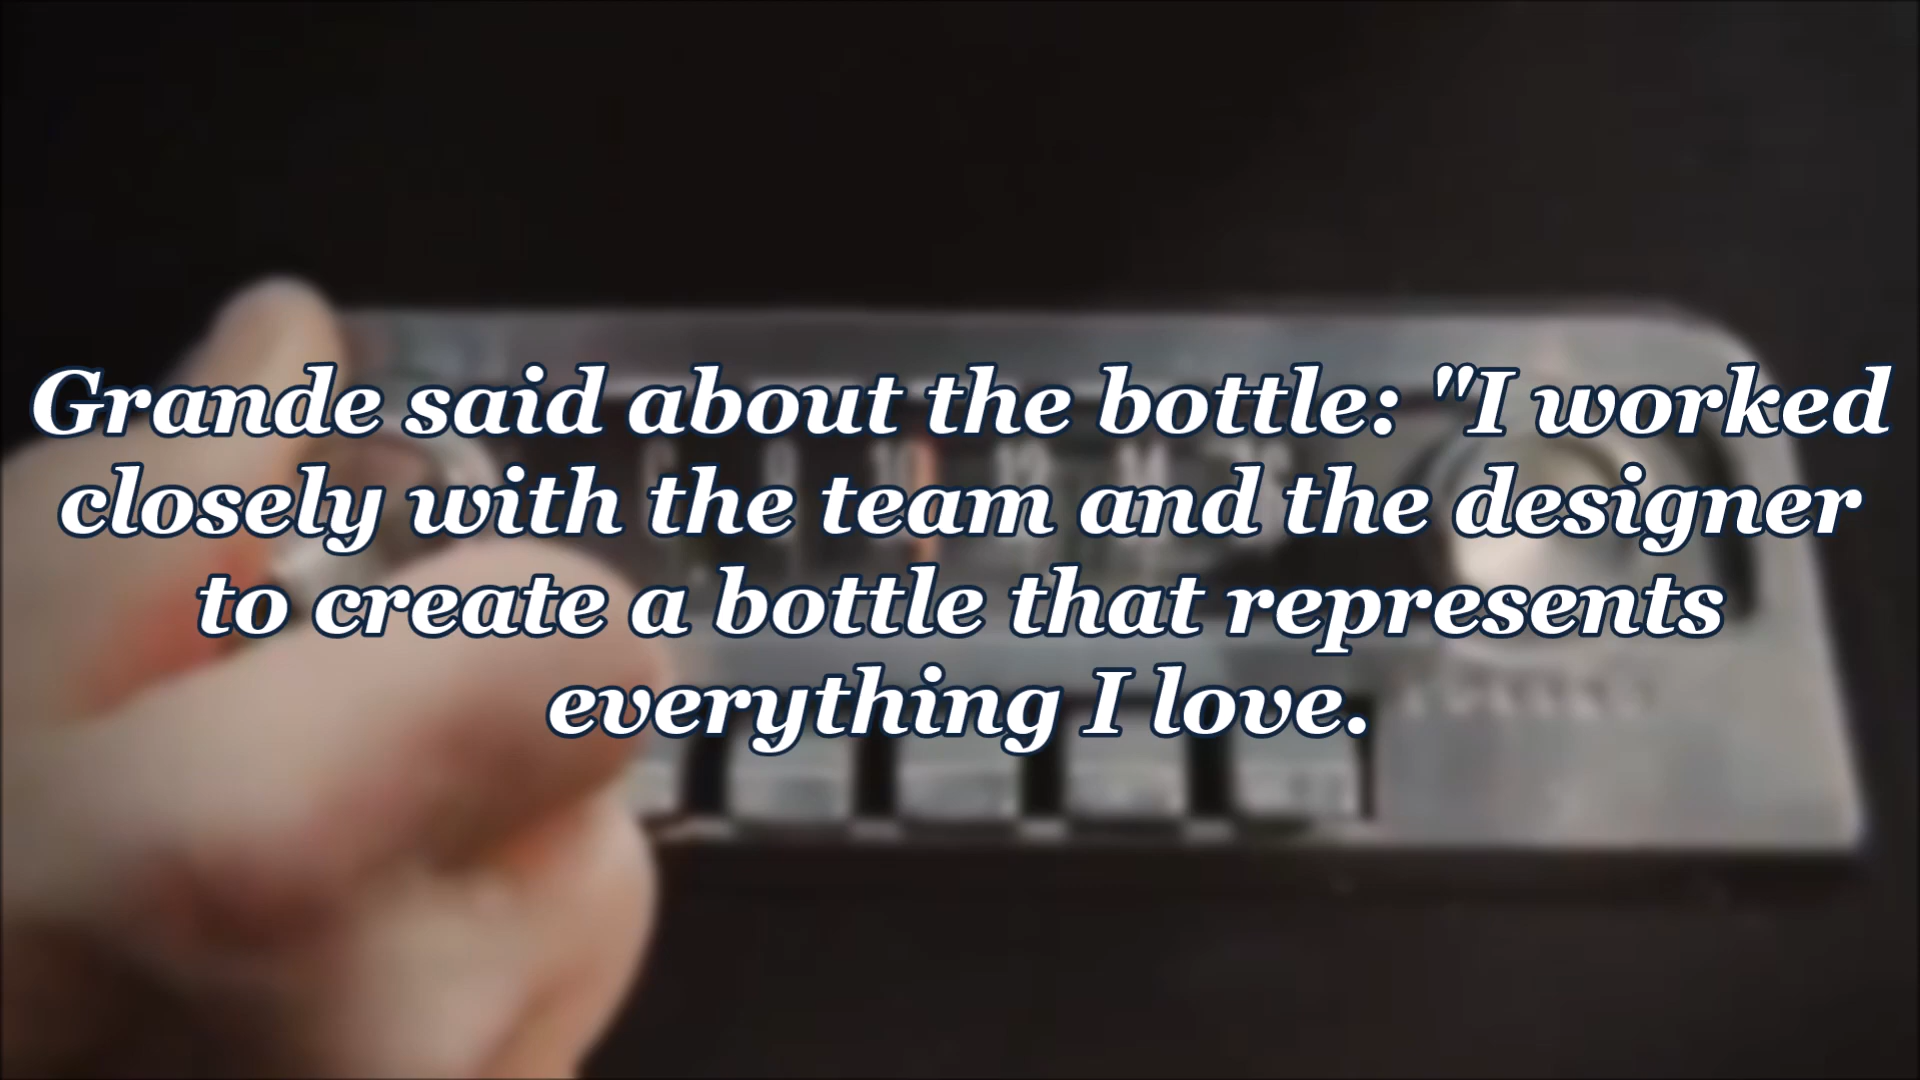 Grande said about the bottle: "I worked
closely with the team and the designer
to create a bottle that represents
everything I love.